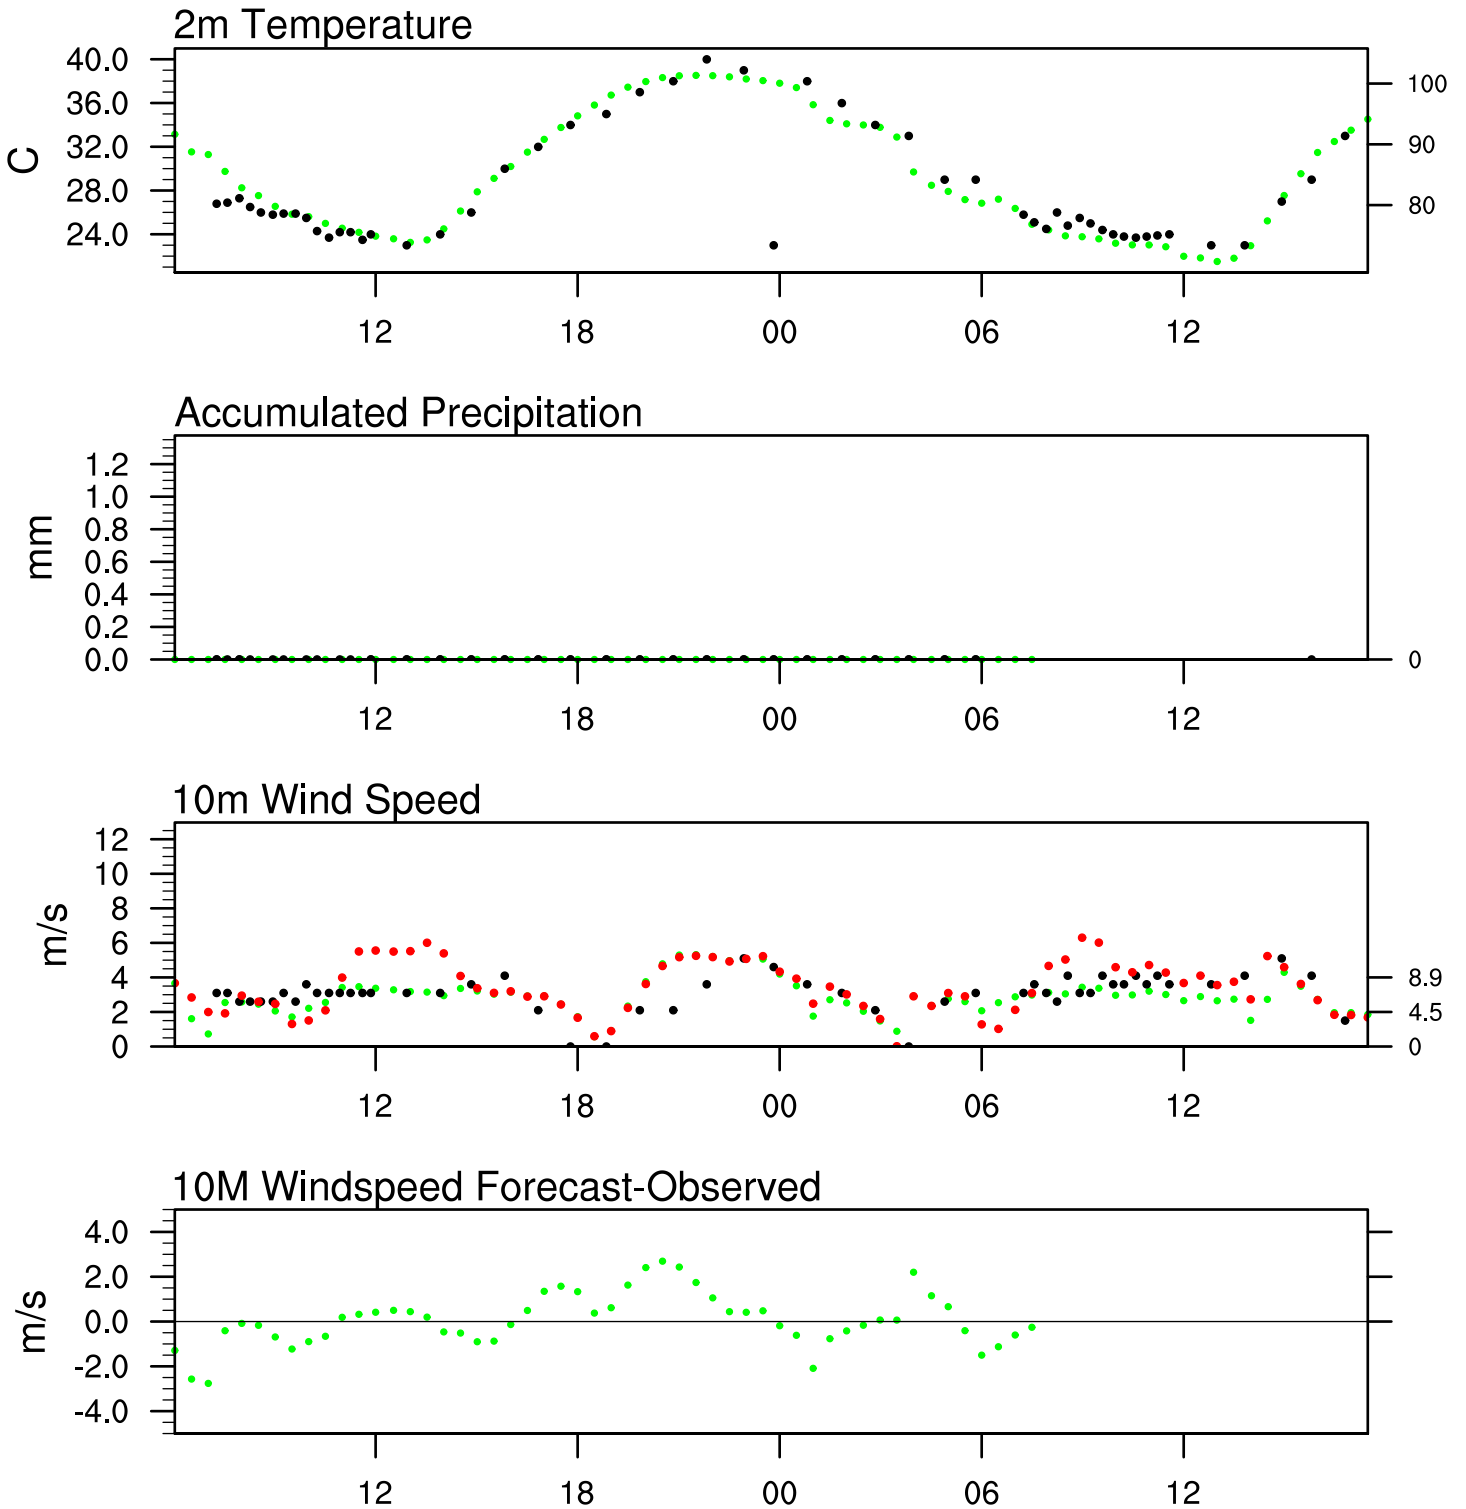 2m Temperature
40.0
36.0
32.0
28.0
24.0
C
100
90
80
12 18 00 06 12
Accumulated Precipitation
1.2
1.0
0.8
0.6
0.4
0.2
0.0
mm
0
12 18 00 06 12
10m Wind Speed
12
10
8
6
4
2
0
m/s
8.9
4.5
0
12 18 00 06 12
10M Windspeed Forecast-Observed
4.0
2.0
0.0
-2.0
-4.0
m/s
12 18 00 06 12